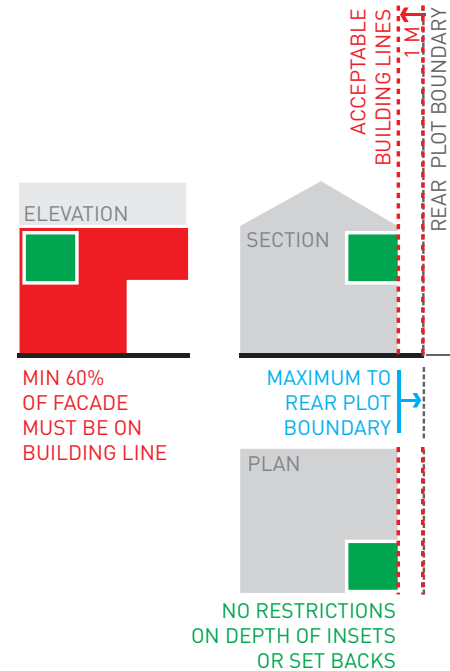 ACCEPTABLE
BUILDING LINES
1 M
REAR PLOT BOUNDARY
ELEVATION
SECTION
MIN 60%
OF FACADE
MUST BE ON
BUILDING LINE
MAXIMUM TO
REAR PLOT
BOUNDARY
PLAN
NO RESTRICTIONS
ON DEPTH OF INSETS
OR SET BACKS